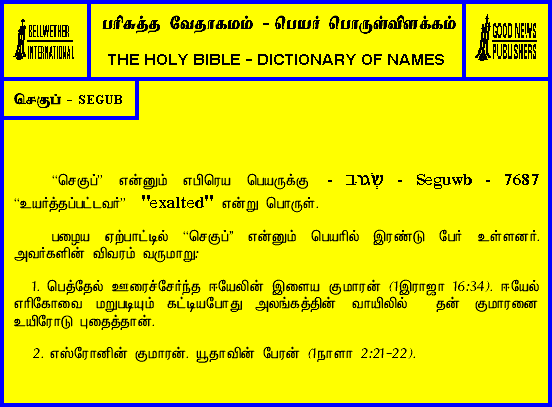 BELLWETHER
INTERNATIONAL
பரிசுத்த வேதாகமம் - பெயர் பொருள்விளக்கம்
THE HOLY BIBLE - DICTIONARY OF NAMES
GOOD NEWS
PUBLISHERS
செகுப் - SEGUB
“செகுப்” என்னும் எபிரெய பெயருக்கு - שְׂגוּב - Seguwb - 7687
“உயர்த்தப்பட்டவர்” "exalted" என்று பொருள்.
பழைய ஏற்பாட்டில் “செகுப்” என்னும் பெயரில் இரண்டு பேர் உள்ளனர்.
அவர்களின் விவரம் வருமாறு:
1. பெத்தேல் ஊரைச்சேர்ந்த ஈயேலின் இளைய குமாரன் (1இராஜா 16:34). ஈயேல்
எரிகோவை மறுபடியும் கட்டியபோது அலங்கத்தின் வாயிலில் தன் குமாரனை
உயிரோடு புதைத்தான்.
2. எஸ்ரோனின் குமாரன். யூதாவின் பேரன் (1நாளா 2:21-22).